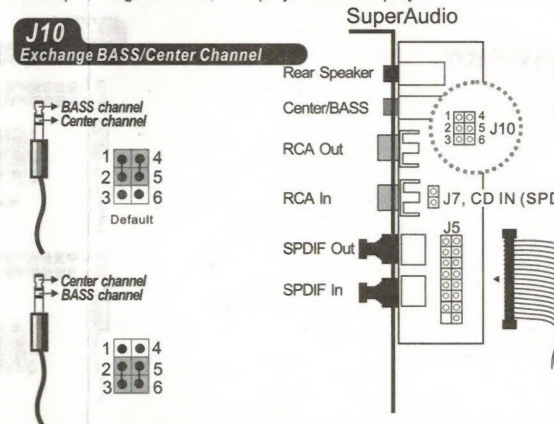 SuperAudio
J10
Exchange BASS/Center Channel
BASS channel
Center channel
1 4
2 5
3 6
Default
Center channel
BASS channel
1 4
2 5
3 6
Rear Speaker
Center/BASS
RCA Out
RCA In
SPDIF Out
SPDIF In
1 4
2 5 J10
3 6
J7, CD IN (SPD
J5